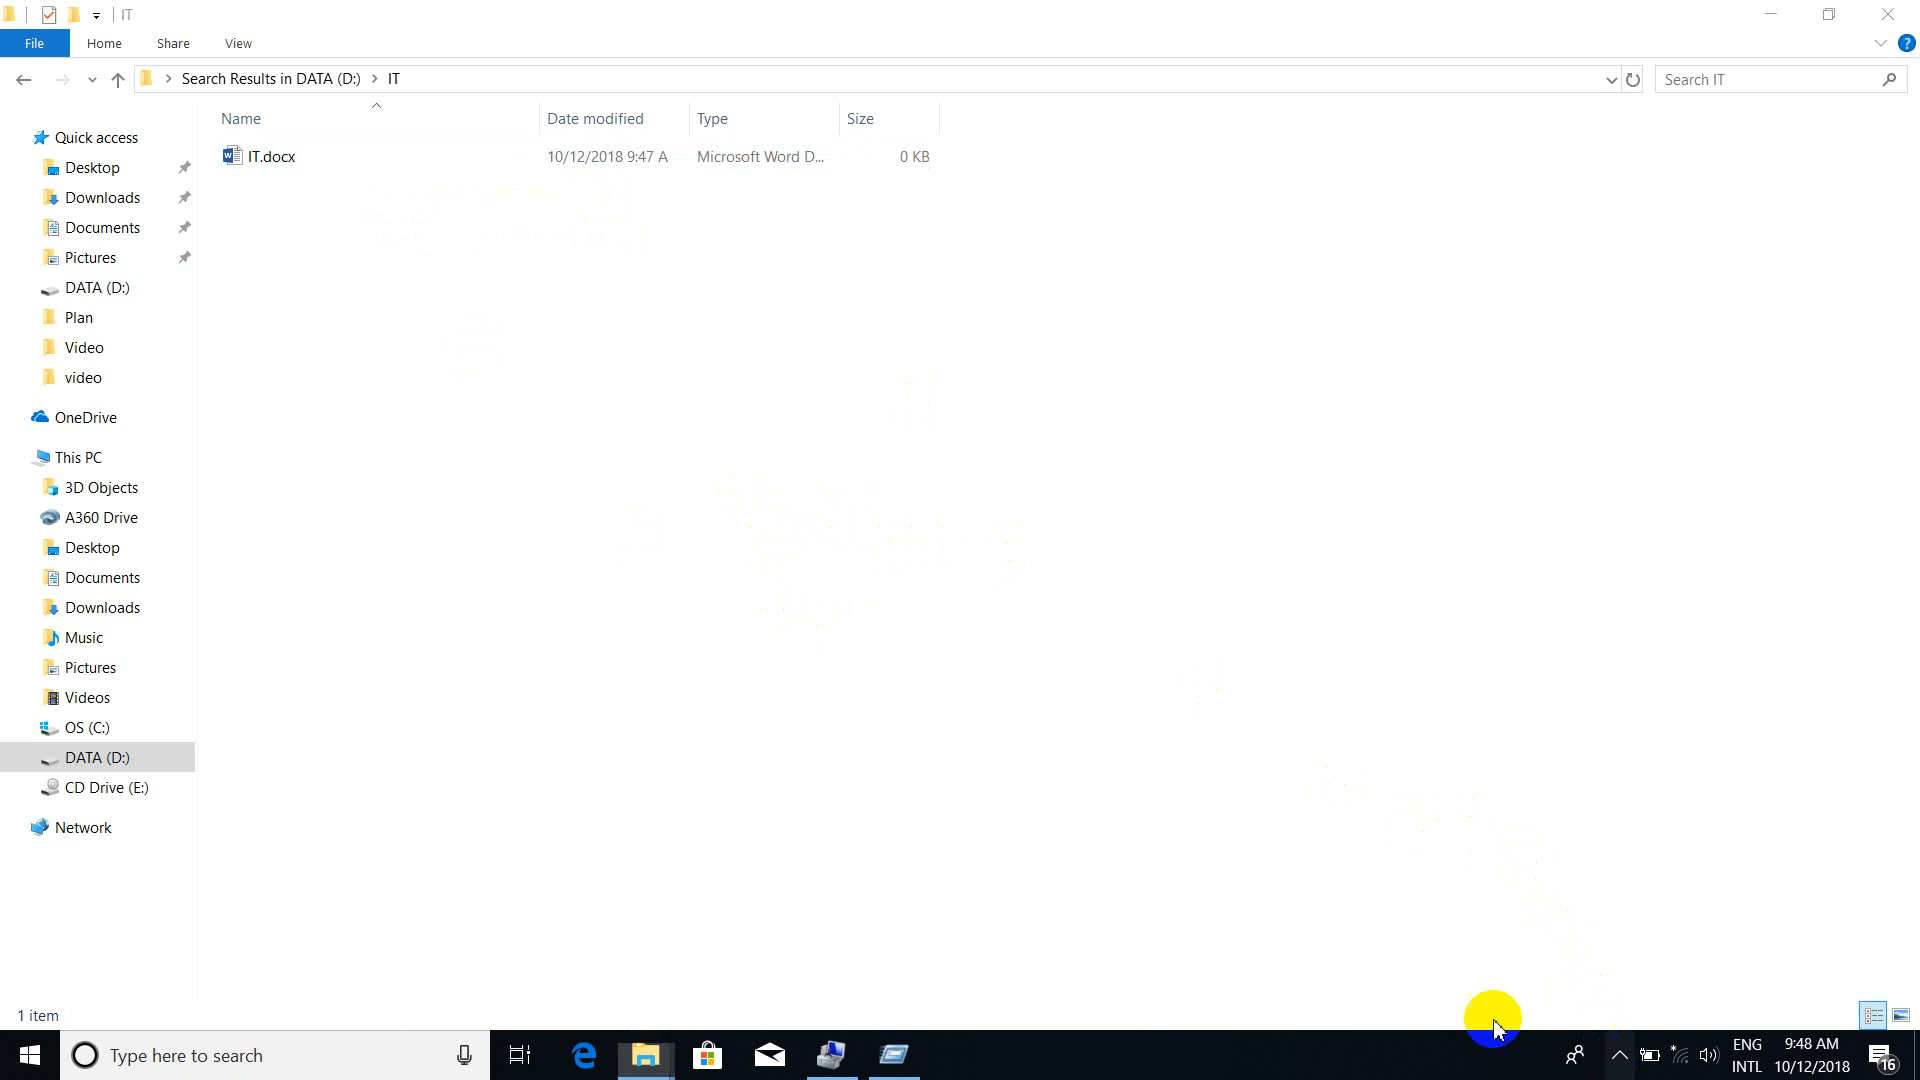 IT
File Home Share View
Search Results in DATA (D:) IT Search IT
Name Date modified Type Size
IT.docx 10/12/2018 9:47 A Microsoft Word D... 0 KB
Quick access
Desktop
Downloads
Documents
Pictures
DATA (D:)
Plan
Video
video
OneDrive
This PC
3D Objects
A360 Drive
Desktop
Documents
Downloads
Music
Pictures
Videos
OS (C:)
DATA (D:)
CD Drive (E:)
Network
1 item
Type here to search
ENG 9:48 AM
INTL 10/12/2018 16